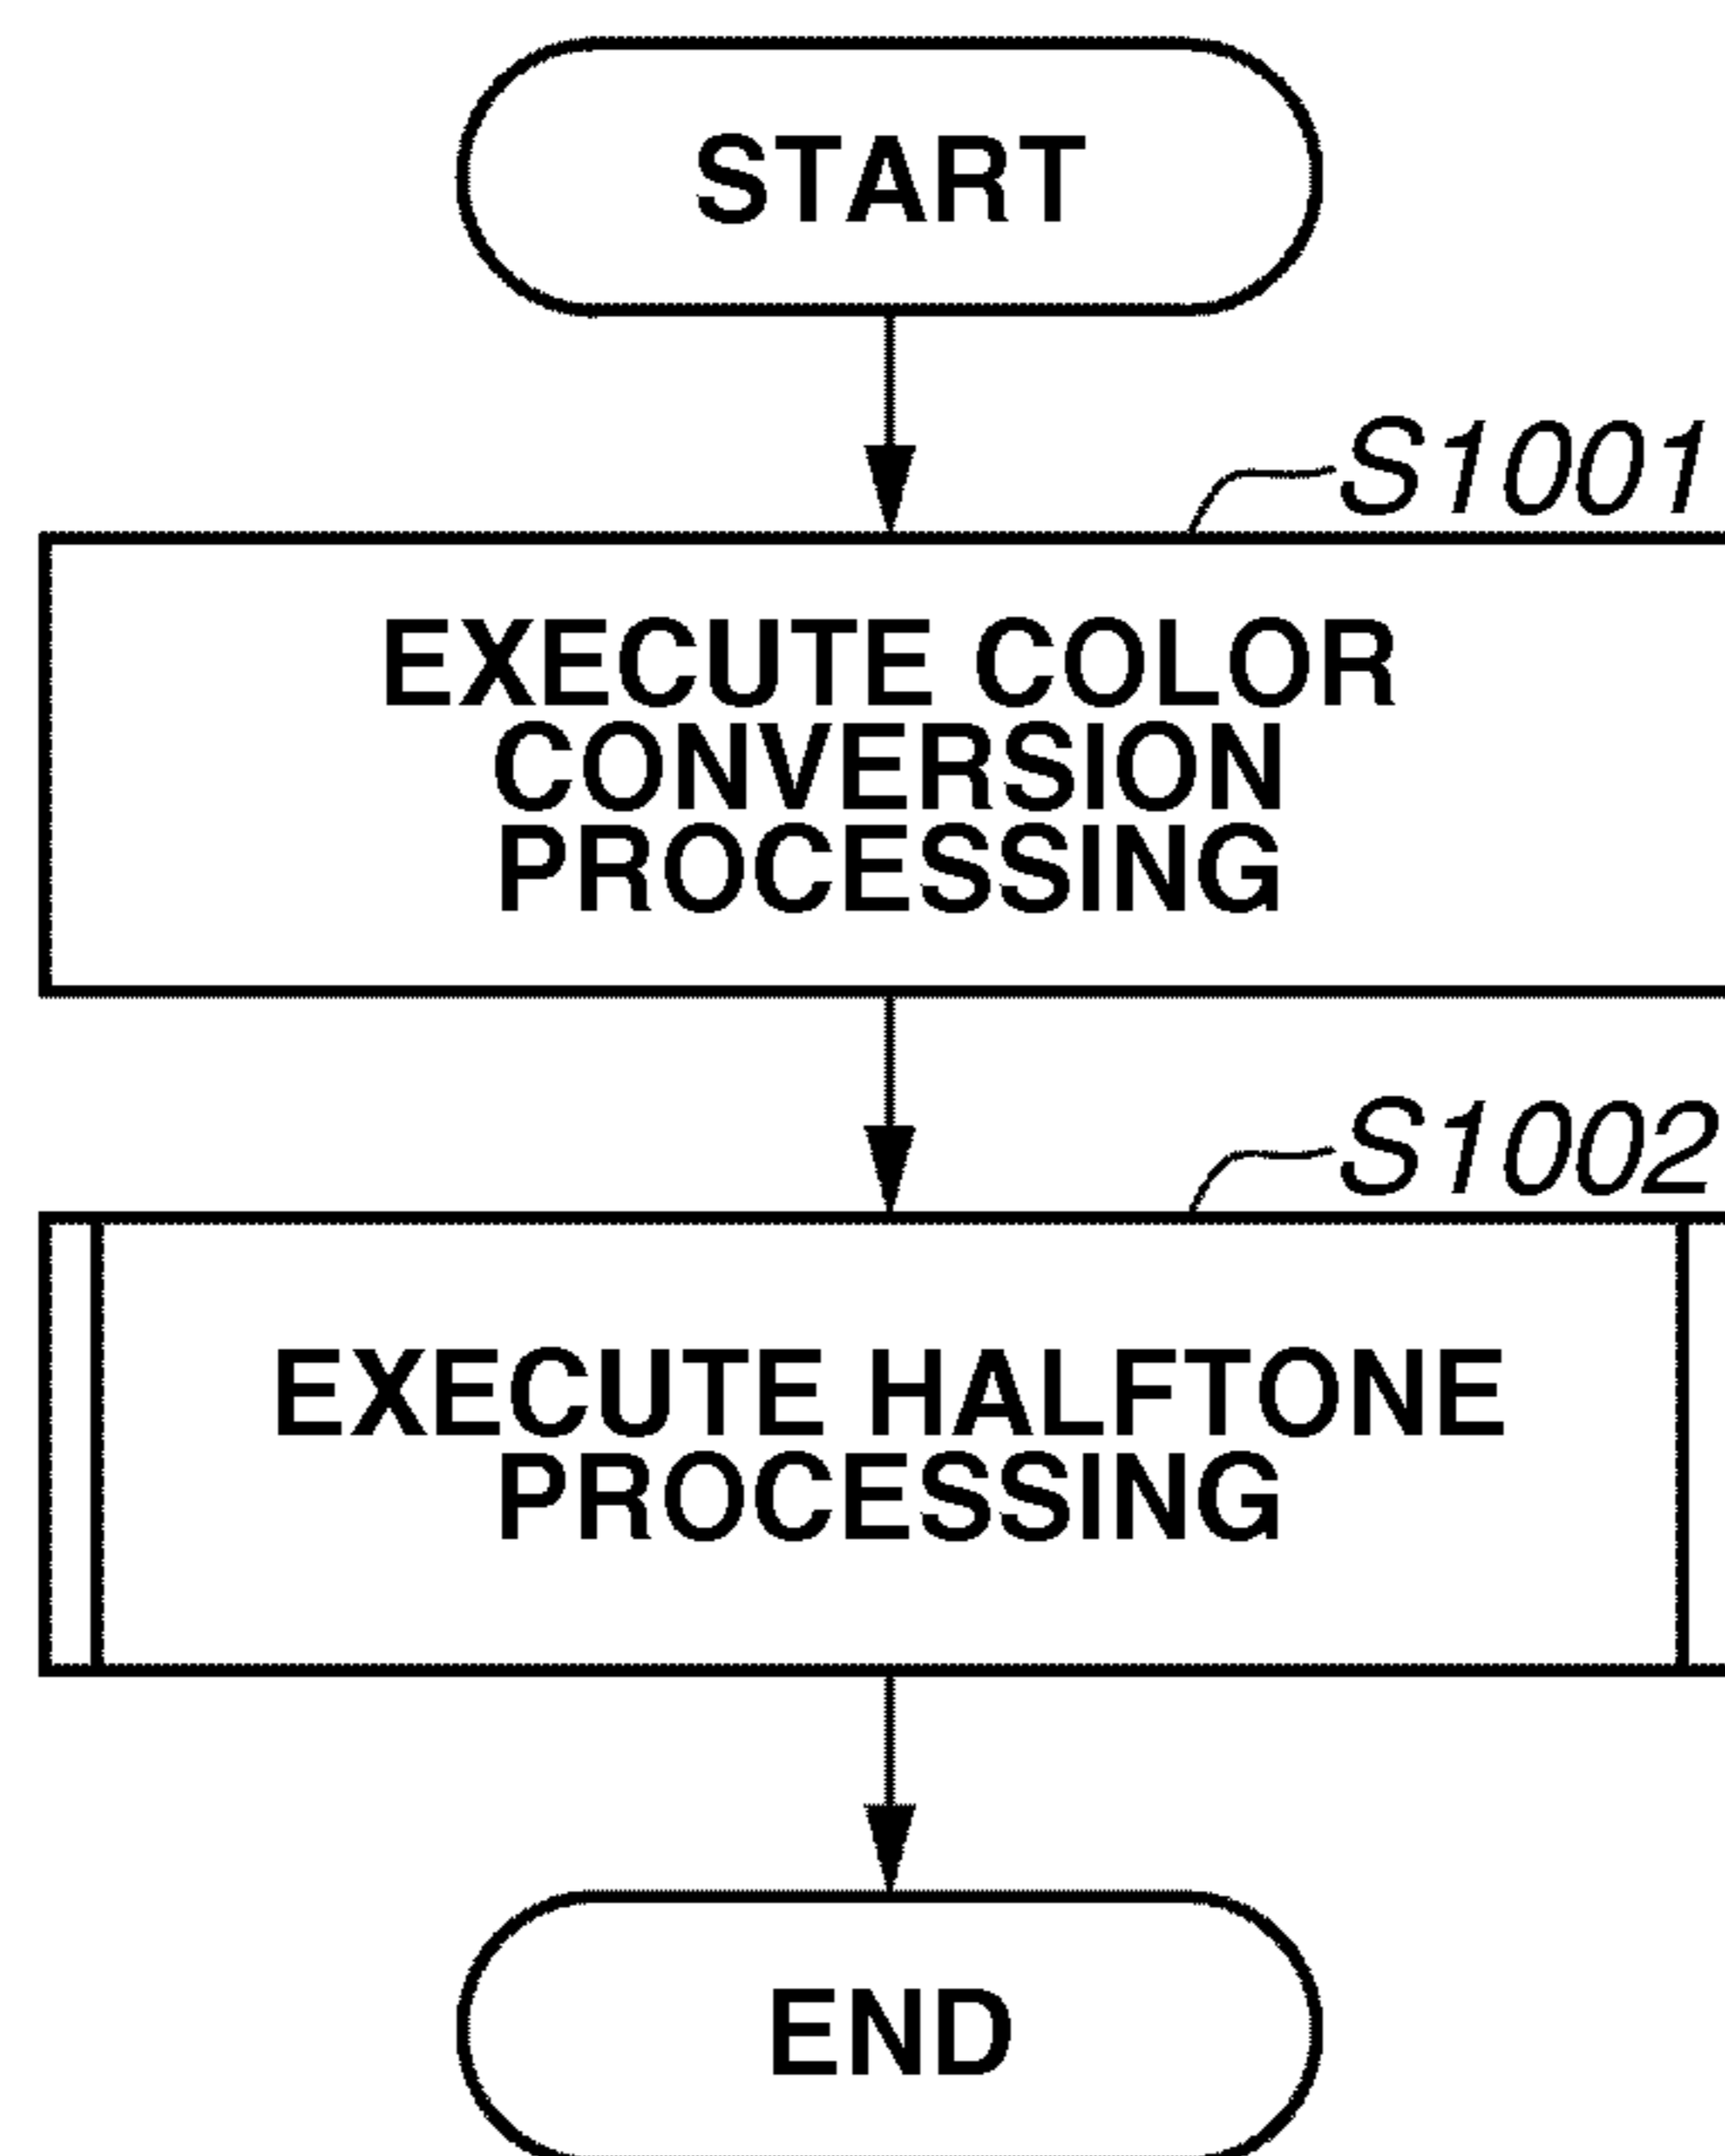 START
S1001
EXECUTE COLOR
CONVERSION
PROCESSING
S1002
EXECUTE HALFTONE
PROCESSING
END